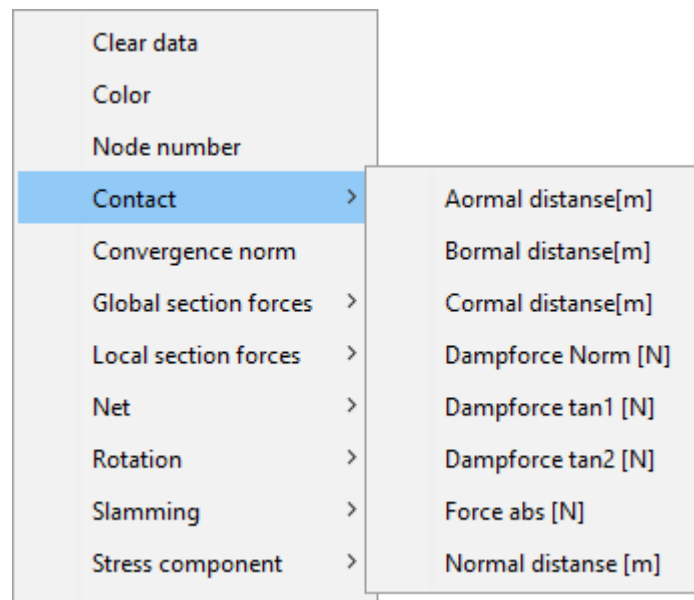 Clear data
Color
Node number
Contact
Convergence norm
Global section forces
Local section forces
Net
Rotation
Slamming
Stress component
Aormal distanse[m]
Bormal distanse[m]
Cormal distanse[m]
Dampforce Norm [N]
Dampforce tan1 [N]
Dampforce tan2 [N]
Force abs [N]
Normal distanse [m]